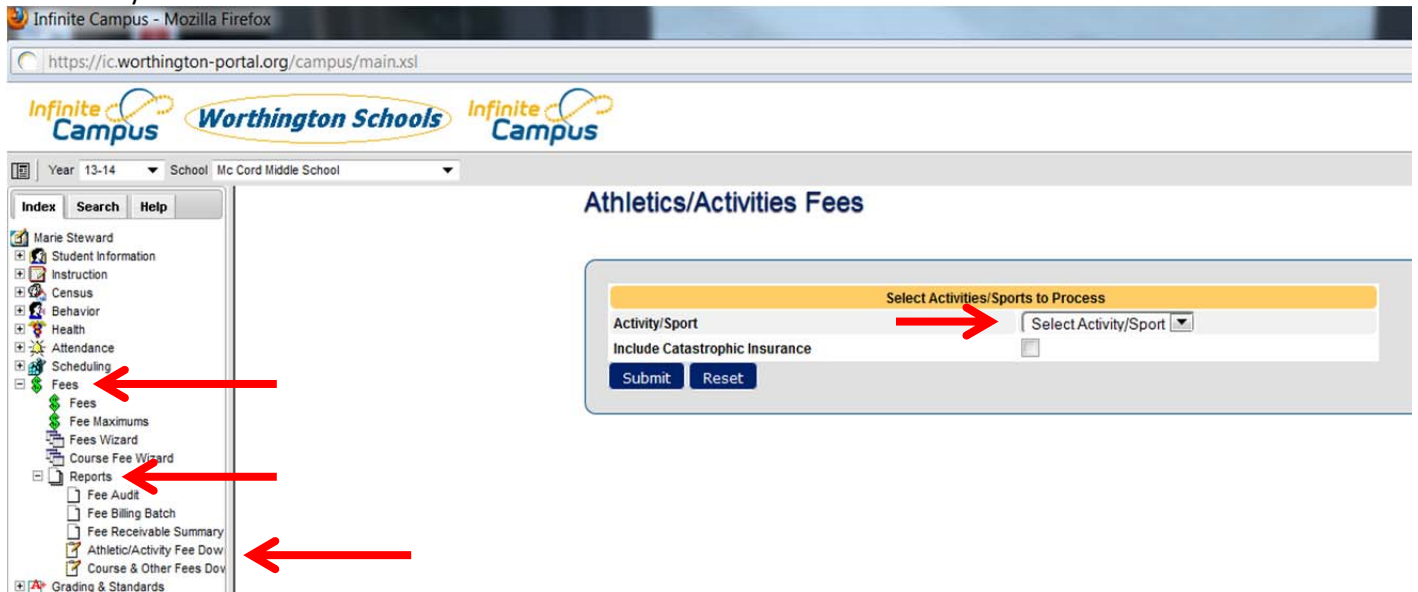 Infinite Campus - Mozilla Firefox
https://ic.worthington-portal.org/campus/main.xsl
Infinite Campus
Worthington Schools
Infinite Campus
Year 13-14 School Mc Cord Middle School
Index Search Help
Marie Steward
Student Information
Instruction
Census
Behavior
Health
Attendance
Scheduling
Fees
Fees
Fee Maximums
Fees Wizard
Course Fee Wizard
Reports
Fee Audit
Fee Billing Batch
Fee Receivable Summary
Athletic/Activity Fee Dow
Course & Other Fees Dov
Grading & Standards
Athletics/Activities Fees
Select Activities/Sports to Process
Activity/Sport Select Activity/Sport
Include Catastrophic Insurance
Submit Reset